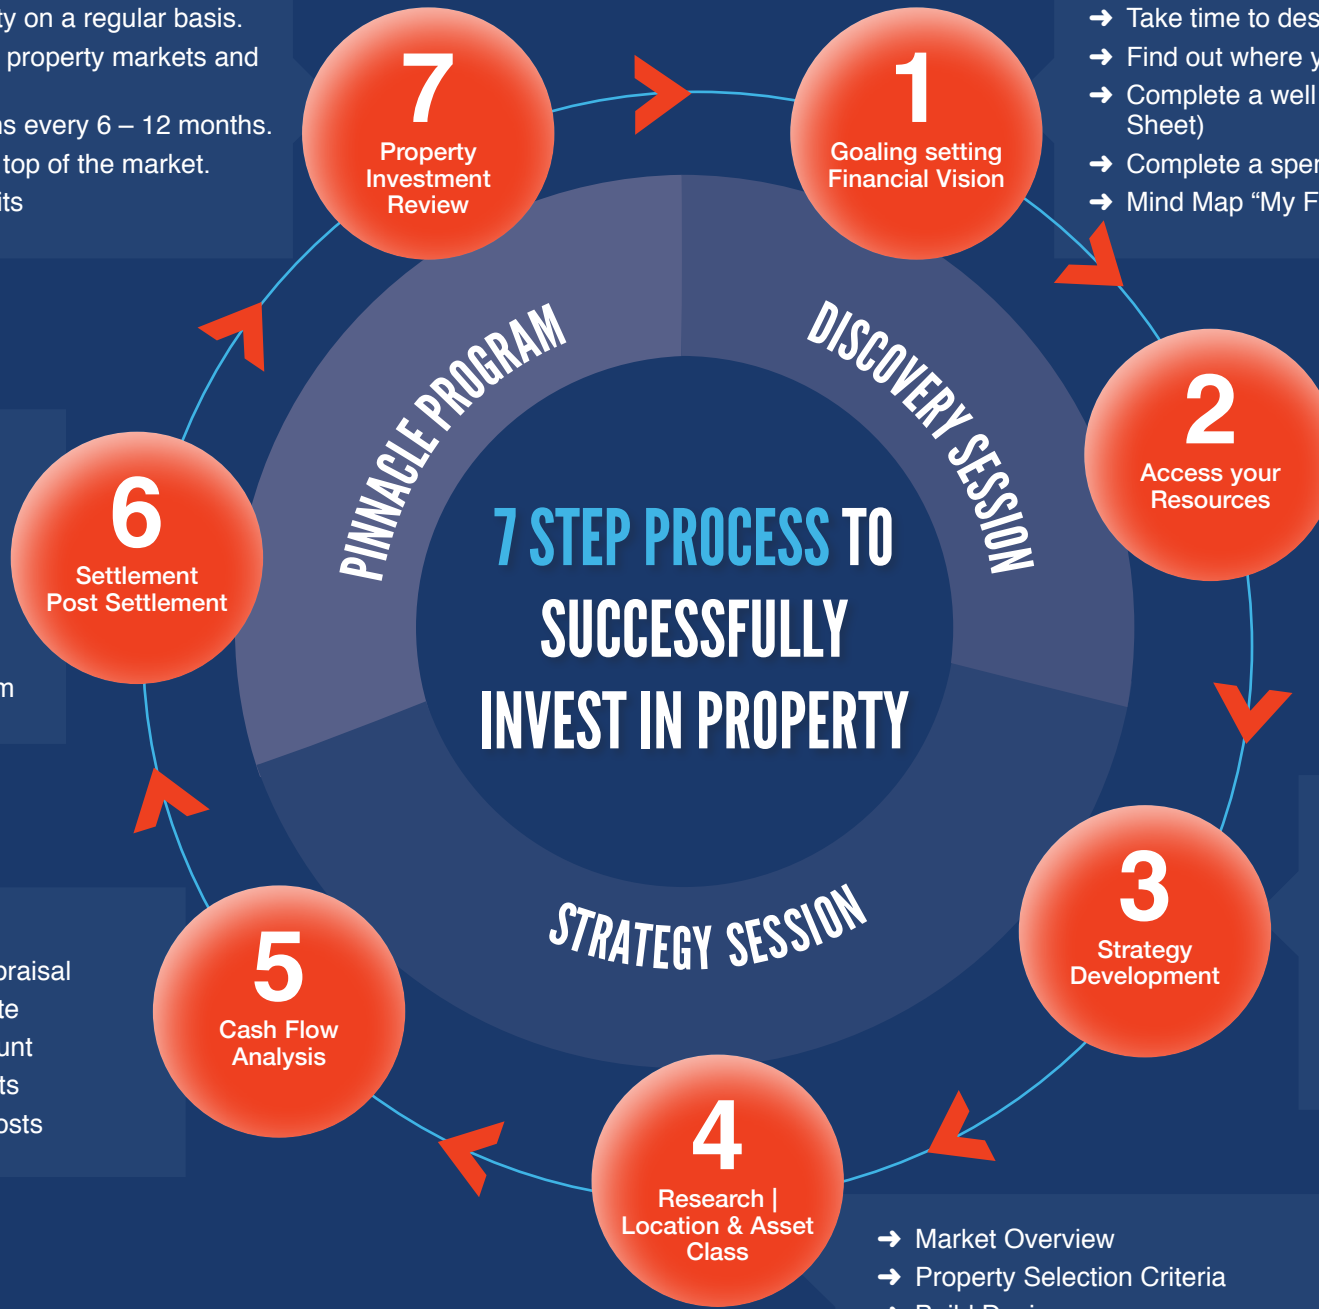 ty on a regular basis.
property markets and
ns every 6 – 12 months.
top of the market.
its
7
Property
Investment
Review
1
Goaling setting
Financial Vision
➜ Take time to des
➜ Find out where y
➜ Complete a well
Sheet)
➜ Complete a spen
➜ Mind Map “My F
2
Access your
Resources
PINNACLE PROGRAM
DISCOVERY SESSION
6
Settlement
Post Settlement
m
7 STEP PROCESS TO
SUCCESSFULLY
INVEST IN PROPERTY
3
Strategy
Development
STRATEGY SESSION
5
Cash Flow
Analysis
praisal
te
unt
ts
osts
4
Research |
Location & Asset
Class
➜ Market Overview
➜ Property Selection Criteria